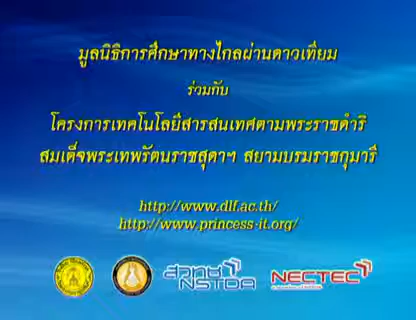 มูลนิธิการศึกษาทางไกลผ่านดาวเทียม
ร่วมกับ
โครงการเทคโนโลยีสารสนเทศตามพระราชดำริ
สมเด็จพระเทพรัตนราชสุดาฯ สยามบรมราชกุมารี
http://www.dlf.ac.th/
http://www.princess-it.org/
สวทช
NSTDA
NECTEC